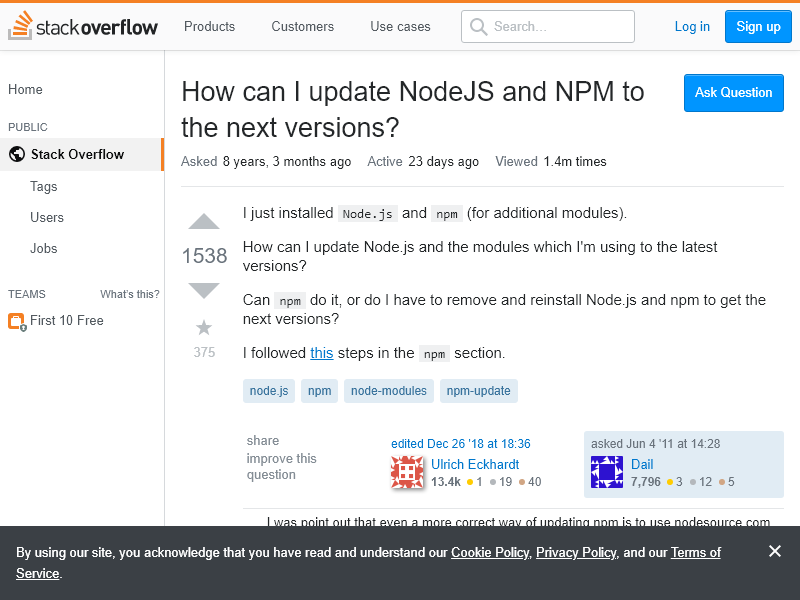 stackoverflow
Products
Customers
Use cases
Search...
Log in
Sign up
Home
PUBLIC
Stack Overflow
Tags
Users
Jobs
TEAMS
What's this?
First 10 Free
How can I update NodeJS and NPM to
the next versions?
Ask Question
Asked 8 years, 3 months ago Active 23 days ago Viewed 1.4m times
1538
375
I just installed Node.js and npm (for additional modules).
How can I update Node.js and the modules which I'm using to the latest
versions?
Can npm do it, or do I have to remove and reinstall Node.js and npm to get the
next versions?
I followed this steps in the npm section.
node.js npm node-modules npm-update
share
improve this
question
edited Dec 26 '18 at 18:36
Ulrich Eckhardt
13.4k 1 19 40
asked Jun 4 '11 at 14:28
Dail
7,796 3 12 5
I was point out that even a more correct way of updating npm is to use nodesource.com
By using our site, you acknowledge that you have read and understand our Cookie Policy, Privacy Policy, and our Terms of
Service.